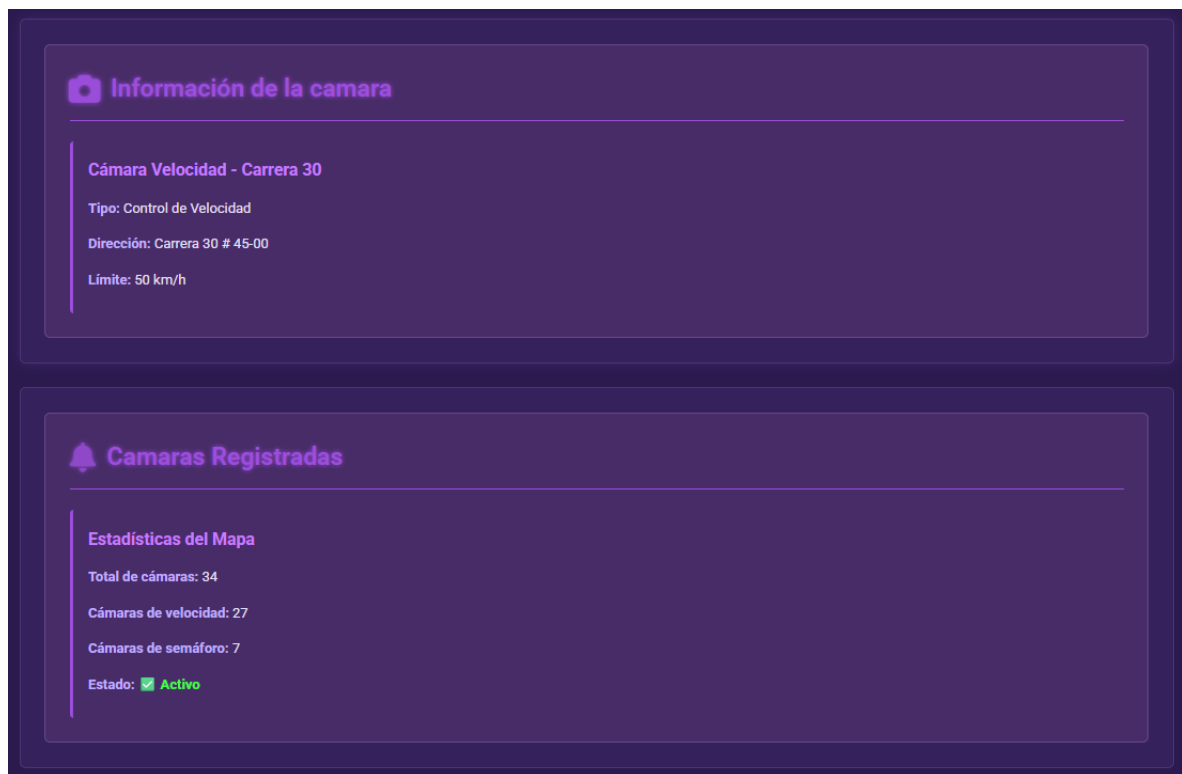 Información de la camara
Cámara Velocidad - Carrera 30
Tipo: Control de Velocidad
Dirección: Carrera 30 # 45-00
Límite: 50 km/h
Camaras Registradas
Estadísticas del Mapa
Total de cámaras: 34
Cámaras de velocidad: 27
Cámaras de semáforo: 7
Estado: ✅ Activo